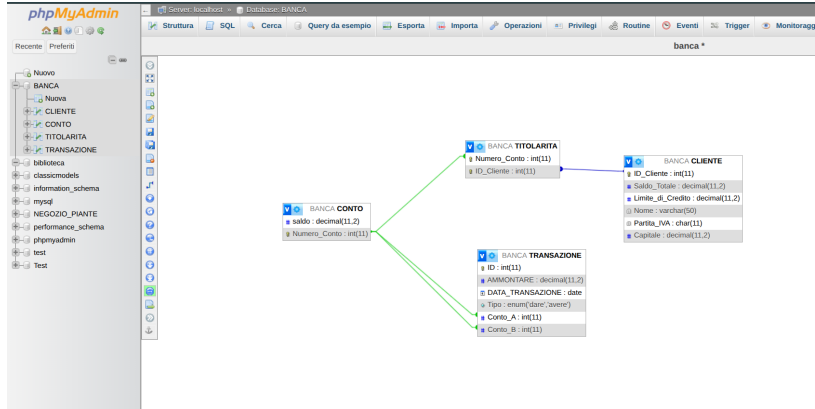 phpMyAdmin
Recente Preferiti
Nuovo
BANCA
Nuova
CLIENTE
CONTO
TITOLARITA
TRANSAZIONE
biblioteca
classicmodels
information_schema
mysql
NEGOZIO_PIANTE
performance_schema
phpmyadmin
test
Test
Server: localhost » Database: BANCA
Struttura SQL Cerca Query da esempio Esporta Importa Operazioni Privilegi Routine Eventi Trigger Monitoragg
banca *
BANCA TITOLARITA
Numero_Conto : int(11)
ID_Cliente : int(11)
BANCA CLIENTE
ID_Cliente : int(11)
Saldo_Totale : decimal(11,2)
Limite_di_Credito : decimal(11,2)
Nome : varchar(50)
Partita_IVA : char(11)
Capitale : decimal(11,2)
BANCA CONTO
saldo : decimal(11,2)
Numero_Conto : int(11)
BANCA TRANSAZIONE
ID : int(11)
AMMONTARE : decimal(11,2)
DATA_TRANSAZIONE : date
Tipo : enum('dare','avere')
Conto_A : int(11)
Conto_B : int(11)